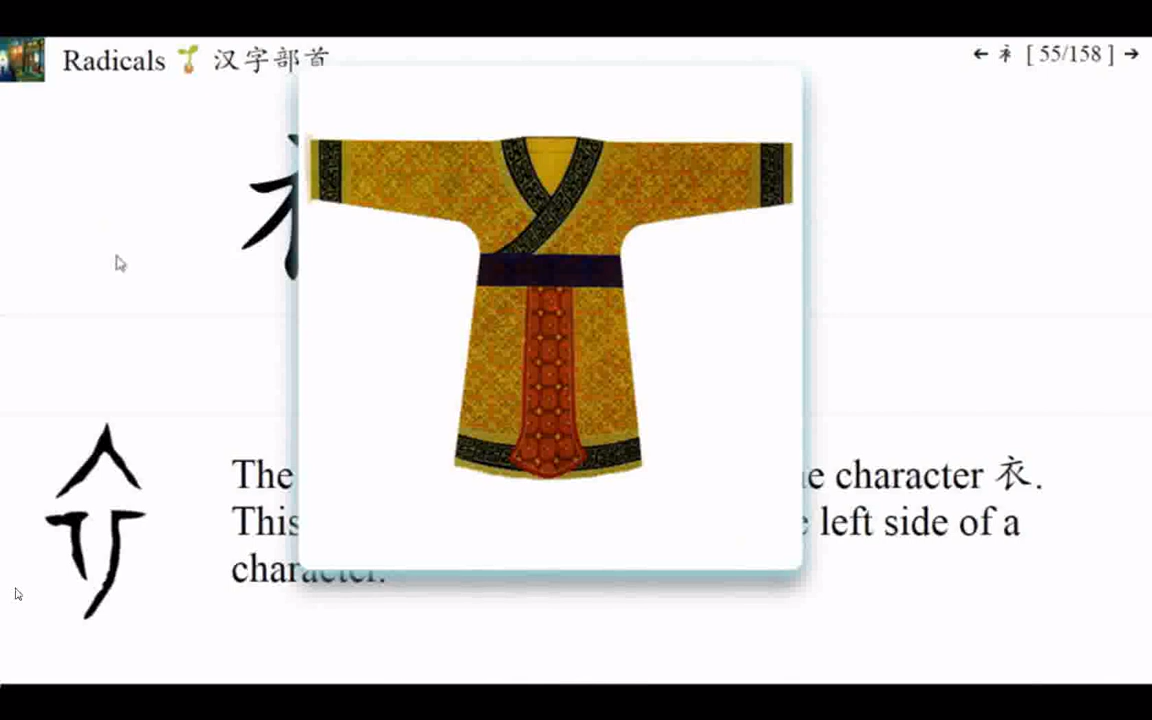 Radicals 汉字部首
← 衤 [ 55/158 ] →
The character 衣.
This left side of a
character.